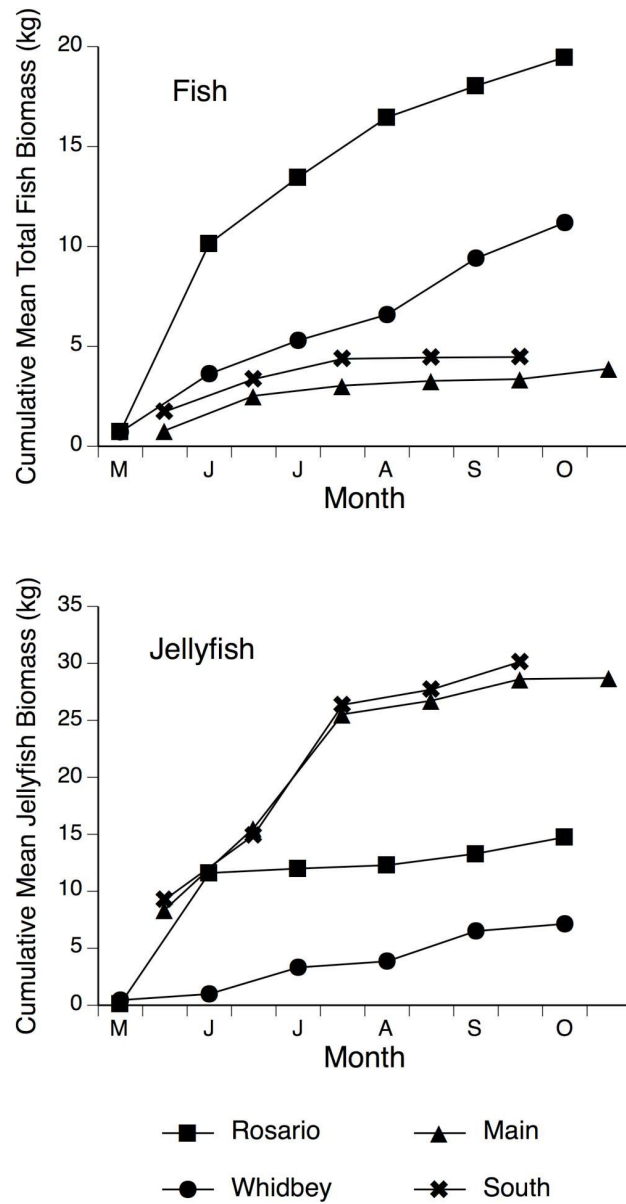 Cumulative Mean Total Fish Biomass (kg)
20
15
10
5
0
Fish
M J J A S O
Month
Cumulative Mean Jellyfish Biomass (kg)
35
30
25
20
15
10
5
0
Jellyfish
M J J A S O
Month
Rosario Main
Whidbey South